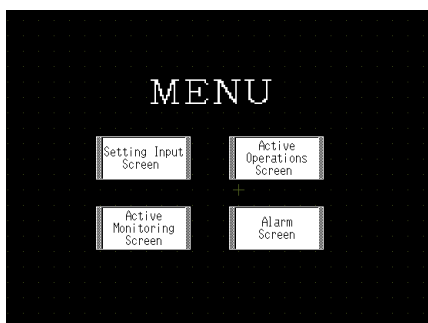 MENU
Setting Input
Screen
Active
Operations
Screen
Active
Monitoring
Screen
Alarm
Screen